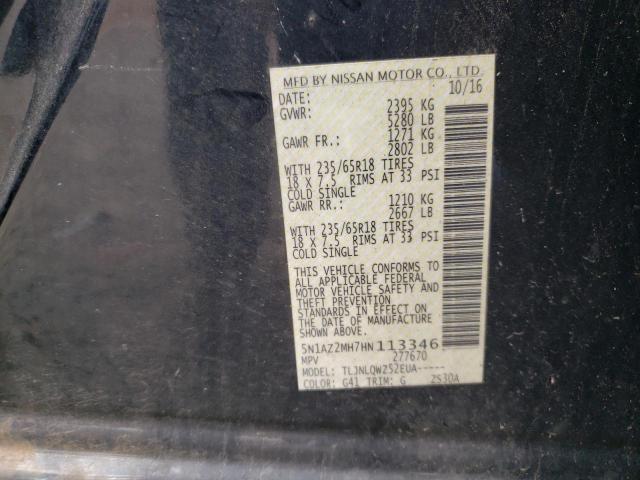 MFD BY NISSAN MOTOR CO., LTD.
DATE: 10/16
GVWR: 2395 KG
5280 LB
GAWR FR.: 1271 KG
2802 LB
WITH 235/65R18 TIRES
18 X 7.5 RIMS AT 33 PSI
COLD SINGLE
GAWR RR.: 1210 KG
2667 LB
WITH 235/65R18 TIRES
18 X 7.5 RIMS AT 33 PSI
COLD SINGLE
THIS VEHICLE CONFORMS TO
ALL APPLICABLE FEDERAL
MOTOR VEHICLE SAFETY AND
THEFT PREVENTION
STANDARDS IN EFFECT ON
THE DATE OF MANUFACTURE
SHOWN ABOVE.
5N1AZ2MH7HN113346
MPV 277670
MODEL: TLJNLQWZ52EUA-----
COLOR: G41 TRIM: G 2S30A